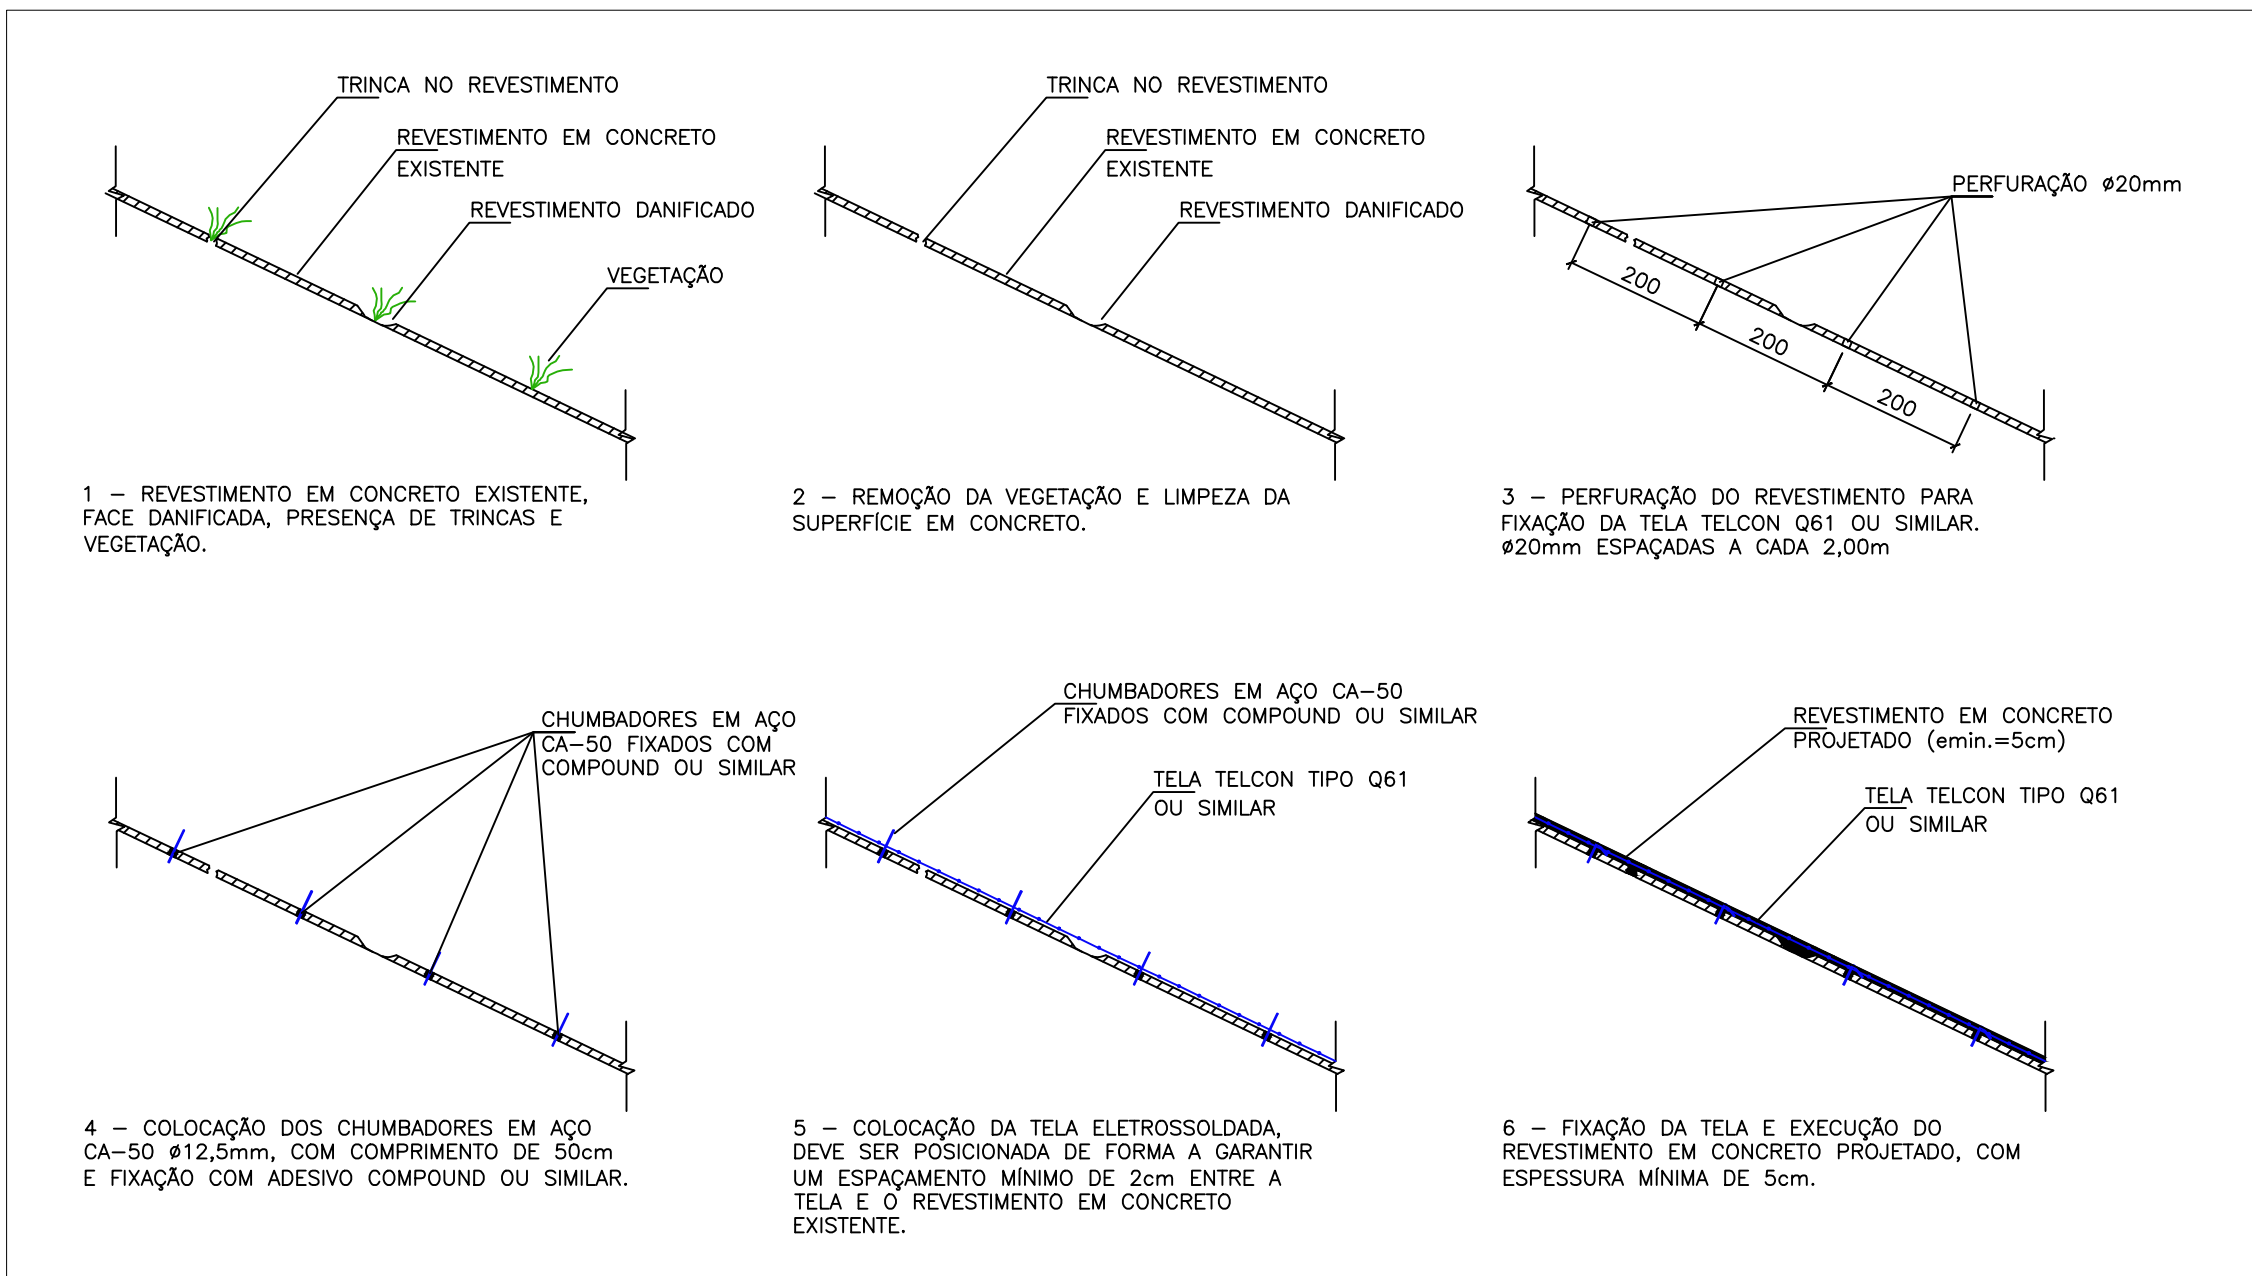 TRINCA NO REVESTIMENTO
REVESTIMENTO EM CONCRETO
EXISTENTE
REVESTIMENTO DANIFICADO
VEGETAÇÃO
1 – REVESTIMENTO EM CONCRETO EXISTENTE,
FACE DANIFICADA, PRESENÇA DE TRINCAS E
VEGETAÇÃO.
TRINCA NO REVESTIMENTO
REVESTIMENTO EM CONCRETO
EXISTENTE
REVESTIMENTO DANIFICADO
2 – REMOÇÃO DA VEGETAÇÃO E LIMPEZA DA
SUPERFÍCIE EM CONCRETO.
PERFURAÇÃO ø20mm
200
200
200
3 – PERFURAÇÃO DO REVESTIMENTO PARA
FIXAÇÃO DA TELA TELCON Q61 OU SIMILAR.
ø20mm ESPAÇADAS A CADA 2,00m
CHUMBADORES EM AÇO
CA–50 FIXADOS COM
COMPOUND OU SIMILAR
4 – COLOCAÇÃO DOS CHUMBADORES EM AÇO
CA–50 ø12,5mm, COM COMPRIMENTO DE 50cm
E FIXAÇÃO COM ADESIVO COMPOUND OU SIMILAR.
CHUMBADORES EM AÇO CA–50
FIXADOS COM COMPOUND OU SIMILAR
TELA TELCON TIPO Q61
OU SIMILAR
5 – COLOCAÇÃO DA TELA ELETROSSOLDADA,
DEVE SER POSICIONADA DE FORMA A GARANTIR
UM ESPAÇAMENTO MÍNIMO DE 2cm ENTRE A
TELA E O REVESTIMENTO EM CONCRETO
EXISTENTE.
REVESTIMENTO EM CONCRETO
PROJETADO (emin.=5cm)
TELA TELCON TIPO Q61
OU SIMILAR
6 – FIXAÇÃO DA TELA E EXECUÇÃO DO
REVESTIMENTO EM CONCRETO PROJETADO, COM
ESPESSURA MÍNIMA DE 5cm.